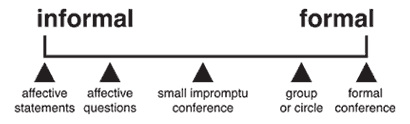 informal formal
affective affective small impromptu group formal
statements questions conference or circle conference